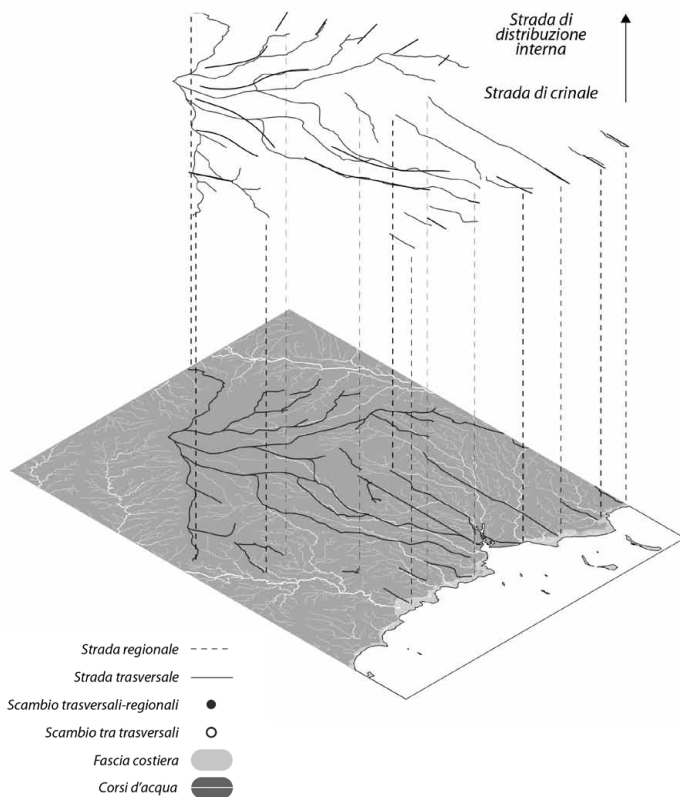 Strada di
distribuzione
interna
Strada di crinale
Strada regionale
Strada trasversale
Scambio trasversali-regionali
Scambio tra trasversali
Fascia costiera
Corsi d'acqua